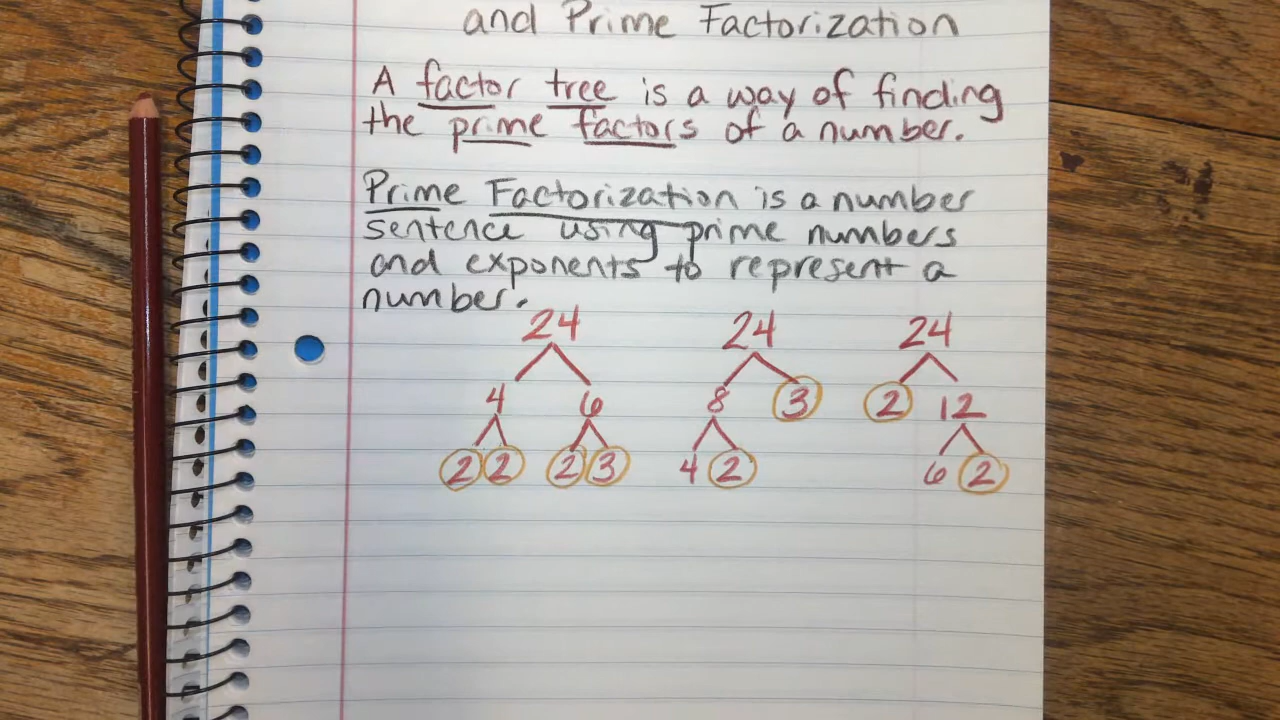 and Prime Factorization
A factor tree is a way of finding
the prime factors of a number.
Prime Factorization is a number
sentence using prime numbers
and exponents to represent a
number.
24 24 24
4 6 8 3 2 12
2 2 2 3 4 2 6 2